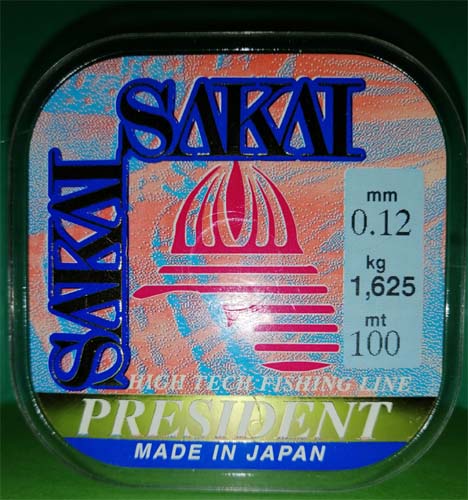 SAKAI
SAKAI
mm
0.12
kg
1,625
mt
100
HIGH TECH FISHING LINE
PRESIDENT
MADE IN JAPAN